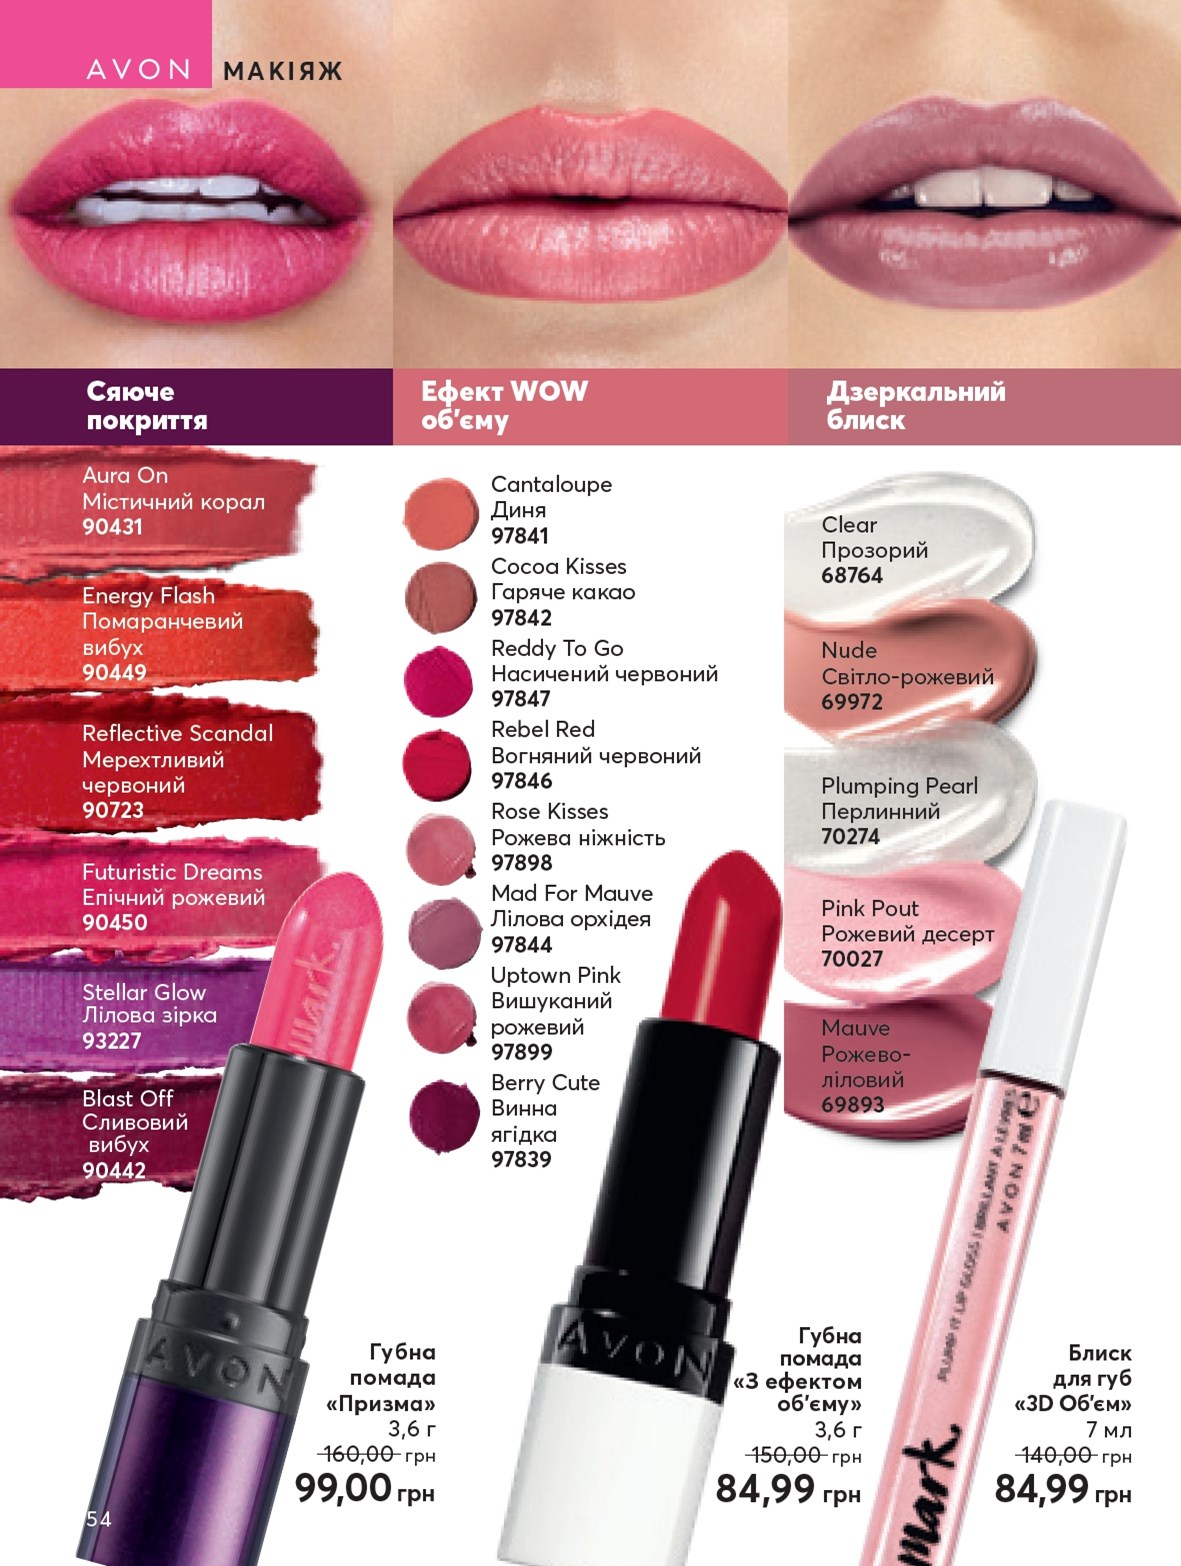 AVON МАКІЯЖ
Сяюче
покриття
Aura On
Містичний корал
90431
Energy Flash
Помаранчевий
вибух
90449
Reflective Scandal
Мерехтливий
червоний
90723
Futuristic Dreams
Епічний рожевий
90450
Stellar Glow
Лілова зірка
93227
Blast Off
Сливовий
вибух
90442
mark.
AVON
Губна
помада
«Призма»
3,6 г
160,00 грн
99,00 грн
Ефект WOW
об'єму
Cantaloupe
Диня
97841
Cocoa Kisses
Гаряче какао
97842
Reddy To Go
Насичений червоний
97847
Rebel Red
Вогняний червоний
97846
Rose Kisses
Рожева ніжність
97898
Mad For Mauve
Лілова орхідея
97844
Uptown Pink
Вишуканий
рожевий
97899
Berry Cute
Винна
ягідка
97839
AVON
Губна
помада
«З ефектом
об'єму»
3,6 г
150,00 грн
84,99 грн
Дзеркальний
блиск
Clear
Прозорий
68764
Nude
Світло-рожевий
69972
Plumping Pearl
Перлинний
70274
Pink Pout
Рожевий десерт
70027
Mauve
Рожево-
ліловий
69893
PLUMP IT LIP GLOSS / BRILLANT À LÈVRES
AVON 7 ml e
mark.
Блиск
для губ
«3D Об'єм»
7 мл
140,00 грн
84,99 грн
54